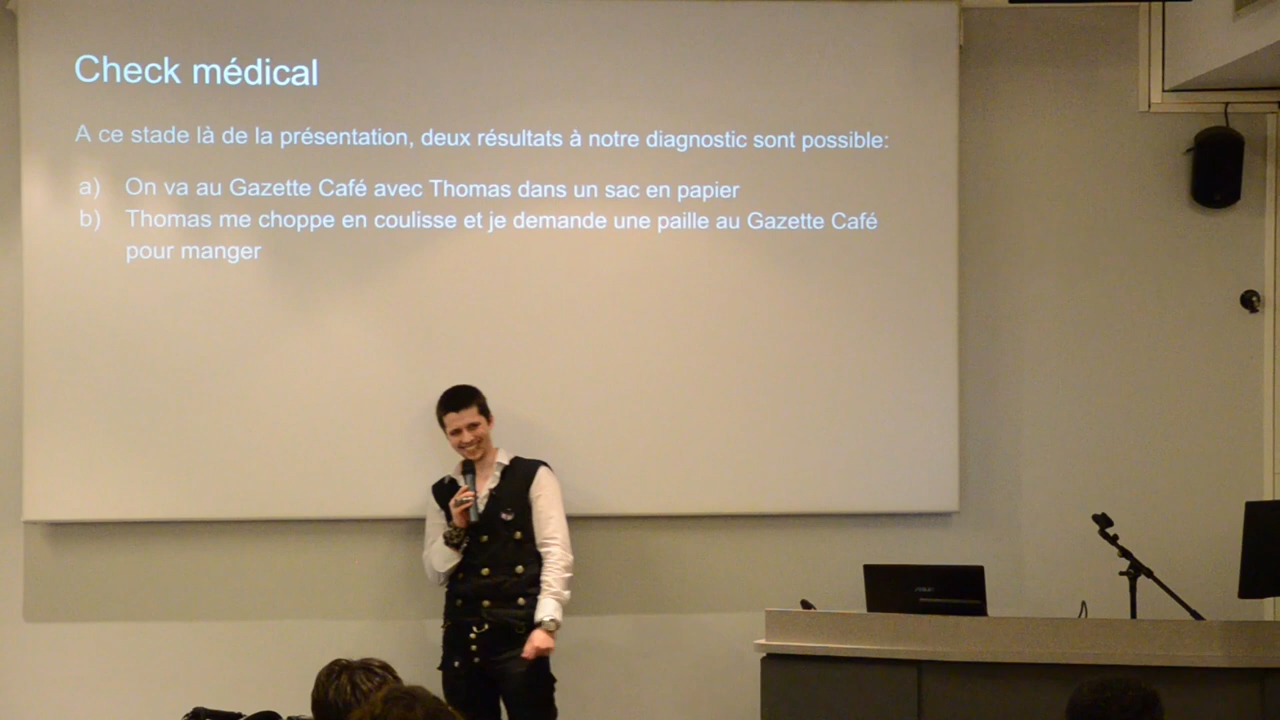 Check médical
A ce stade là de la présentation, deux résultats à notre diagnostic sont possible:
a) On va au Gazette Café avec Thomas dans un sac en papier
b) Thomas me choppe en coulisse et je demande une paille au Gazette Café
pour manger